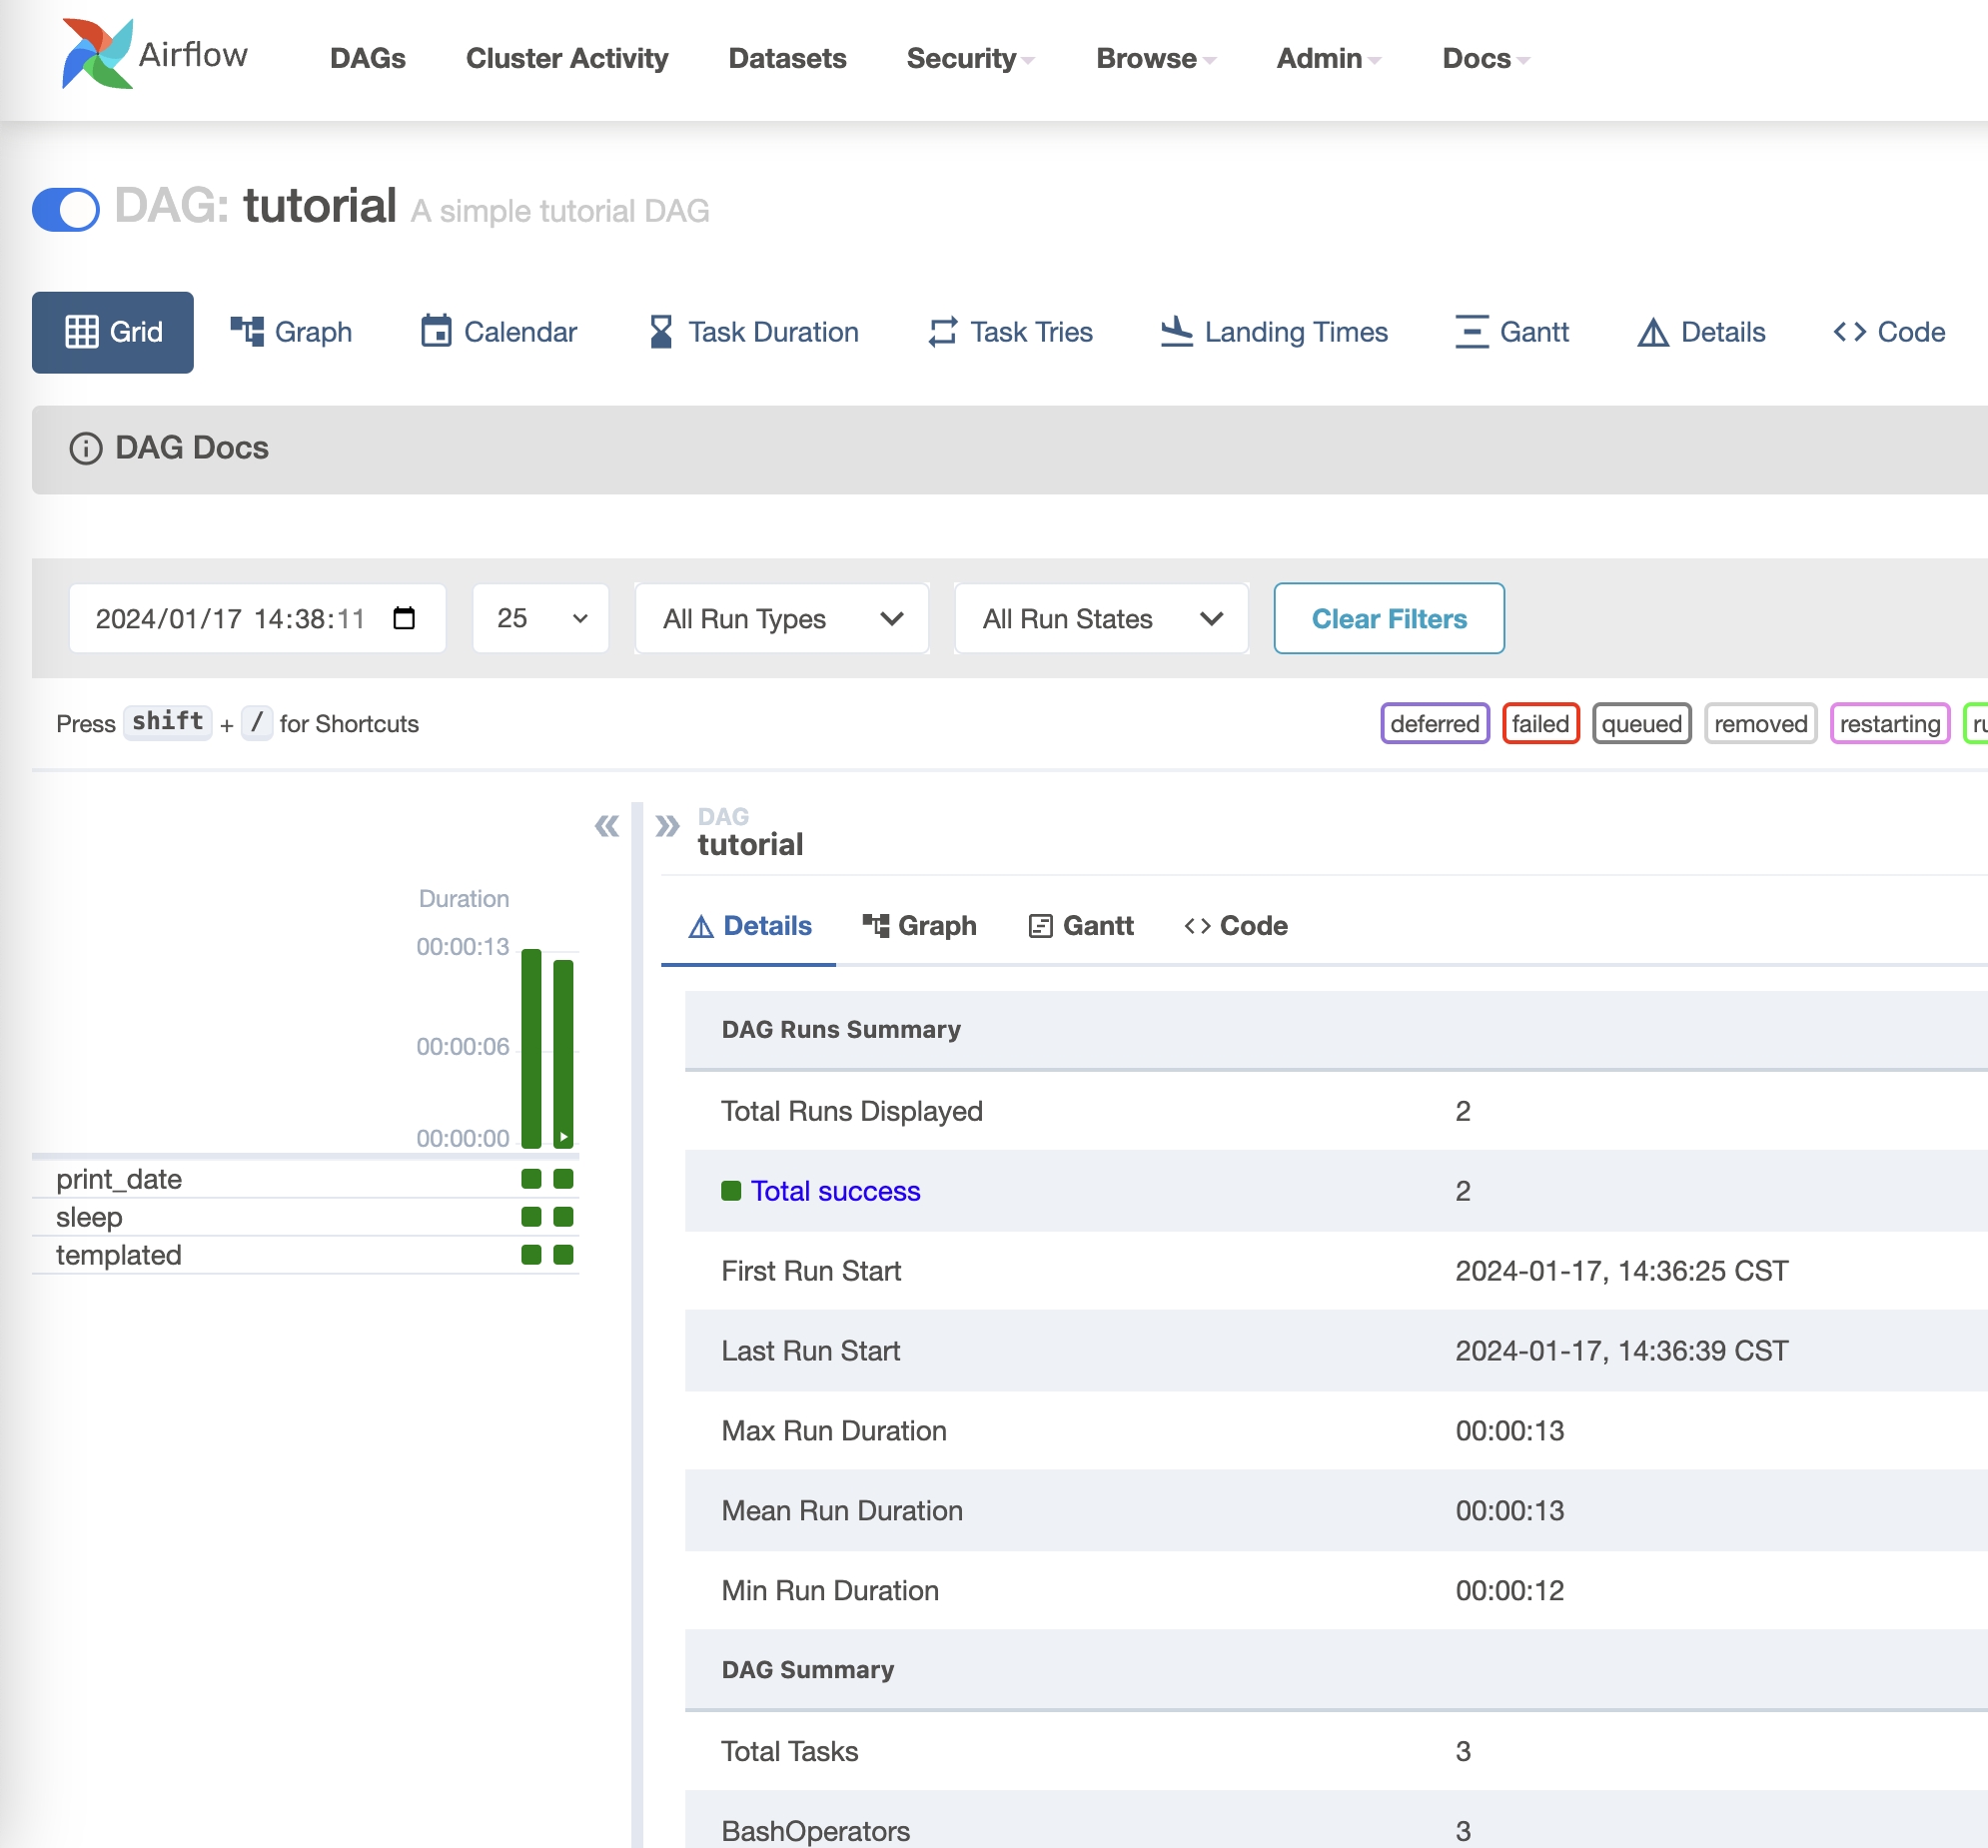 Airflow DAGs Cluster Activity Datasets Security Browse Admin Docs
DAG: tutorial A simple tutorial DAG
Grid Graph Calendar Task Duration Task Tries Landing Times Gantt Details Code
DAG Docs
2024/01/17 14:38:11 25 All Run Types All Run States Clear Filters
Press shift + / for Shortcuts deferred failed queued removed restarting
DAG
tutorial
Duration
00:00:13
00:00:06
00:00:00
print_date
sleep
templated
Details Graph Gantt Code
DAG Runs Summary
Total Runs Displayed 2
Total success 2
First Run Start 2024-01-17, 14:36:25 CST
Last Run Start 2024-01-17, 14:36:39 CST
Max Run Duration 00:00:13
Mean Run Duration 00:00:13
Min Run Duration 00:00:12
DAG Summary
Total Tasks 3
BashOperators 3